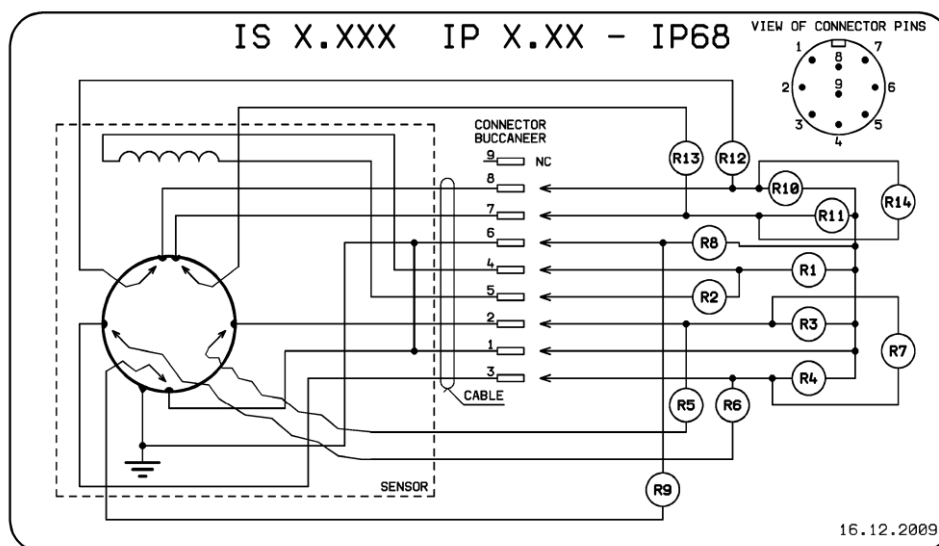 IS X.XXX IP X.XX - IP68
VIEW OF CONNECTOR PINS
1
7
8
2
9
6
3
5
4
CONNECTOR
BUCCANEER
9
NC
8
7
6
4
5
2
1
3
CABLE
SENSOR
R13
R12
R10
R14
R11
R8
R1
R2
R3
R7
R4
R5
R6
R9
16.12.2009